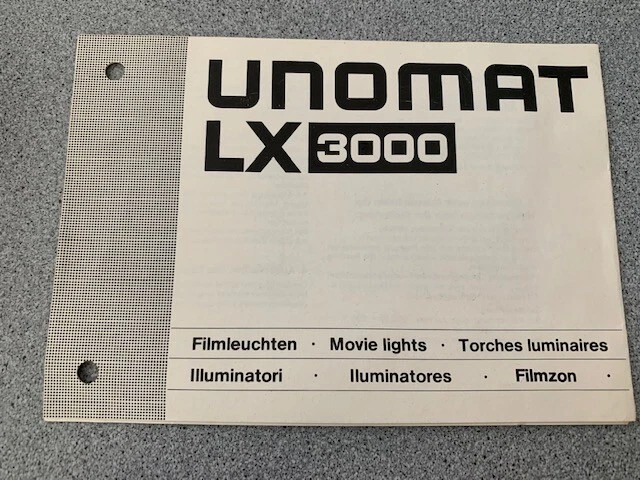 UNOMAT
LX 3000
Filmleuchten · Movie lights · Torches luminaires
Illuminatori · Iluminatores · Filmzon ·